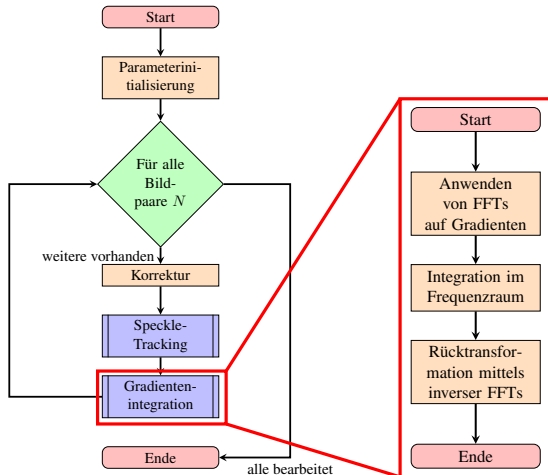 Start
Parameterini-
tialisierung
Für alle
Bild-
paare N
weitere vorhanden
Korrektur
Speckle-
Tracking
Gradienten-
integration
Ende
alle bearbeitet
Start
Anwenden
von FFTs
auf Gradienten
Integration im
Frequenzraum
Rücktransfor-
mation mittels
inverser FFTs
Ende